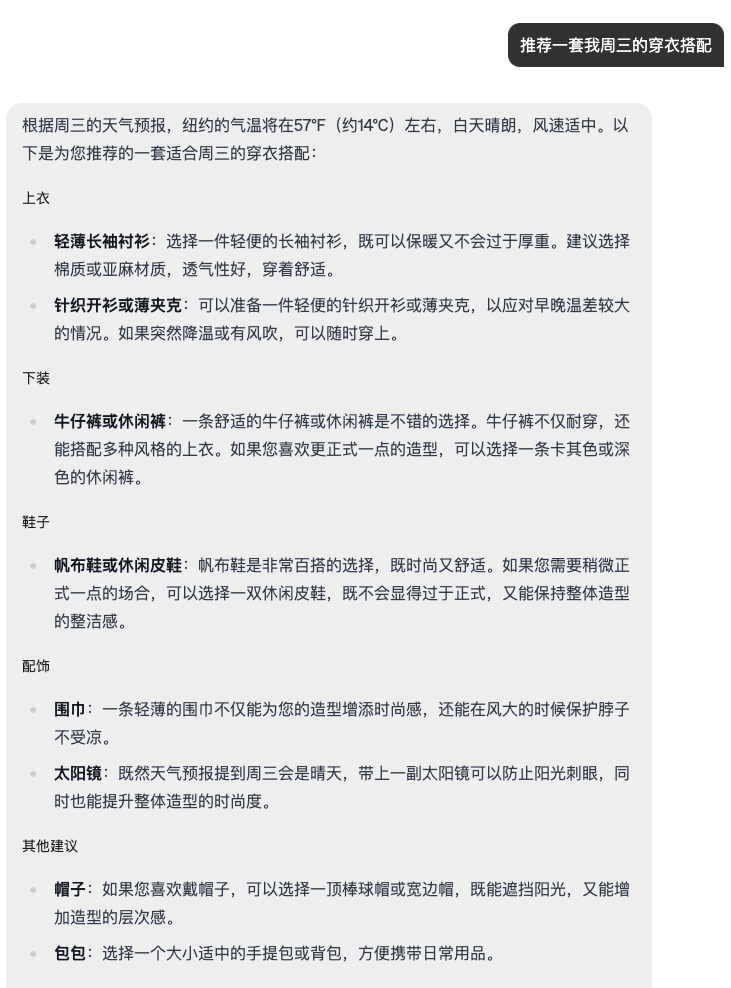 推荐一套我周三的穿衣搭配
根据周三的天气预报，纽约的气温将在57°F（约14°C）左右，白天晴朗，风速适中。以
下是为您推荐的一套适合周三的穿衣搭配：
上衣
轻薄长袖衬衫：选择一件轻便的长袖衬衫，既可以保暖又不会过于厚重。建议选择
棉质或亚麻材质，透气性好，穿着舒适。
针织开衫或薄夹克：可以准备一件轻便的针织开衫或薄夹克，以应对早晚温差较大
的情况。如果突然降温或有风吹，可以随时穿上。
下装
牛仔裤或休闲裤：一条舒适的牛仔裤或休闲裤是不错的选择。牛仔裤不仅耐穿，还
能搭配多种风格的上衣。如果您喜欢更正式一点的造型，可以选择一条卡其色或深
色的休闲裤。
鞋子
帆布鞋或休闲皮鞋：帆布鞋是非常百搭的选择，既时尚又舒适。如果您需要稍微正
式一点的场合，可以选择一双休闲皮鞋，既不会显得过于正式，又能保持整体造型
的整洁感。
配饰
围巾：一条轻薄的围巾不仅能为您的造型增添时尚感，还能在风大的时候保护脖子
不受凉。
太阳镜：既然天气预报提到周三会是晴天，带上一副太阳镜可以防止阳光刺眼，同
时也能提升整体造型的时尚度。
其他建议
帽子：如果您喜欢戴帽子，可以选择一顶棒球帽或宽边帽，既能遮挡阳光，又能增
加造型的层次感。
包包：选择一个大小适中的手提包或背包，方便携带日常用品。